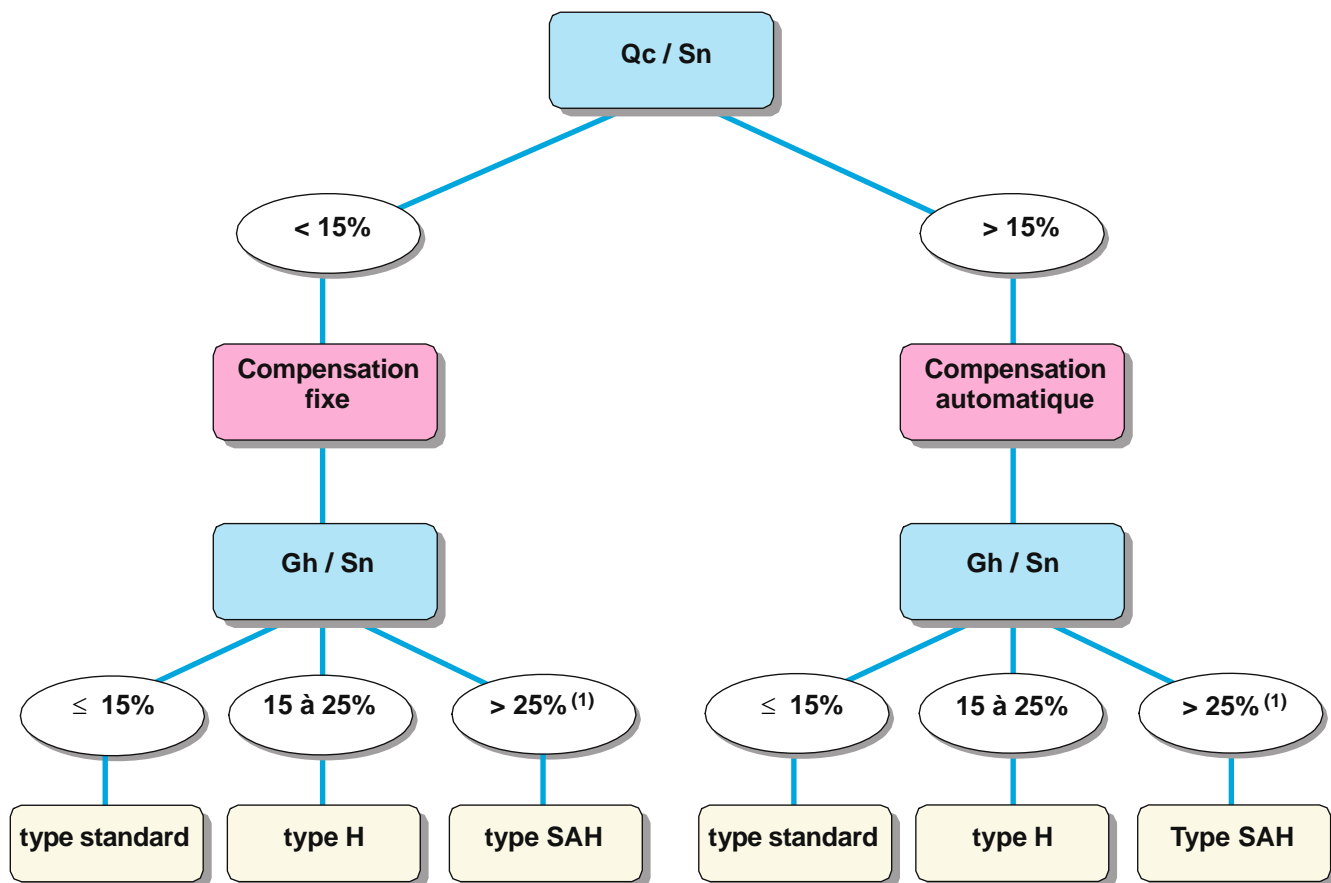 Qc / Sn
< 15%
> 15%
Compensation
fixe
Compensation
automatique
Gh / Sn
Gh / Sn
≤ 15%
15 à 25%
> 25% (1)
≤ 15%
15 à 25%
> 25% (1)
type standard
type H
type SAH
type standard
type H
Type SAH